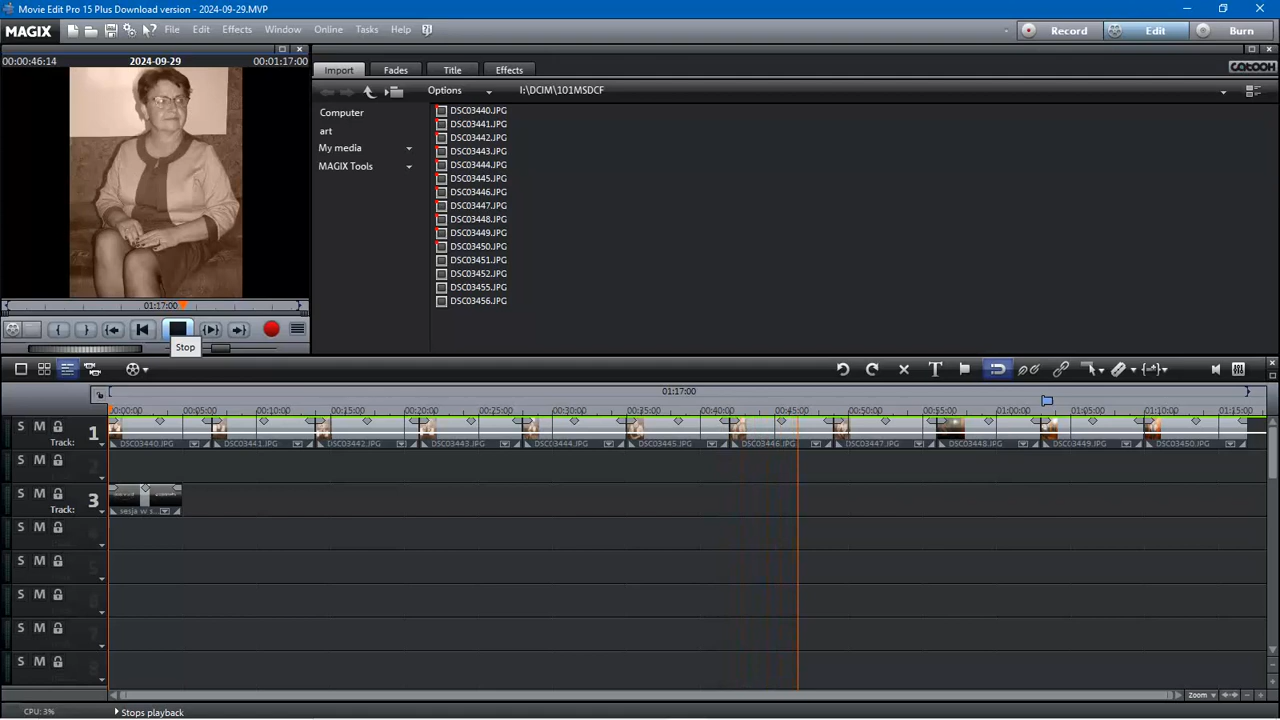 Movie Edit Pro 15 Plus Download version - 2024-09-29.MVP
MAGIX File Edit Effects Window Online Tasks Help Record Edit Burn
00:00:46:14 2024-09-29 00:01:17:00
Import Fades Title Effects
CATOOH
Options I:\DCIM\101MSDCF
Computer
art
My media
MAGIX Tools
DSC03440.JPG
DSC03441.JPG
DSC03442.JPG
DSC03443.JPG
DSC03444.JPG
DSC03445.JPG
DSC03446.JPG
DSC03447.JPG
DSC03448.JPG
DSC03449.JPG
DSC03450.JPG
DSC03451.JPG
DSC03452.JPG
DSC03455.JPG
DSC03456.JPG
01:17:00
Stop
01:17:00
00:00:00 00:05:00 00:10:00 00:15:00 00:20:00 00:25:00 00:30:00 00:35:00 00:40:00 00:45:00 00:50:00 00:55:00 01:00:00 01:05:00 01:10:00 01:15:00
S M 1
Track: DSC03440.JPG DSC03441.JPG DSC03442.JPG DSC03443.JPG DSC03444.JPG DSC03445.JPG DSC03446.JPG DSC03447.JPG DSC03448.JPG DSC03449.JPG DSC03450.JPG
S M 2
S M 3
Track: sesja w s...
S M 4
S M 5
S M 6
S M 7
S M 8
Zoom
CPU: 3% Stops playback